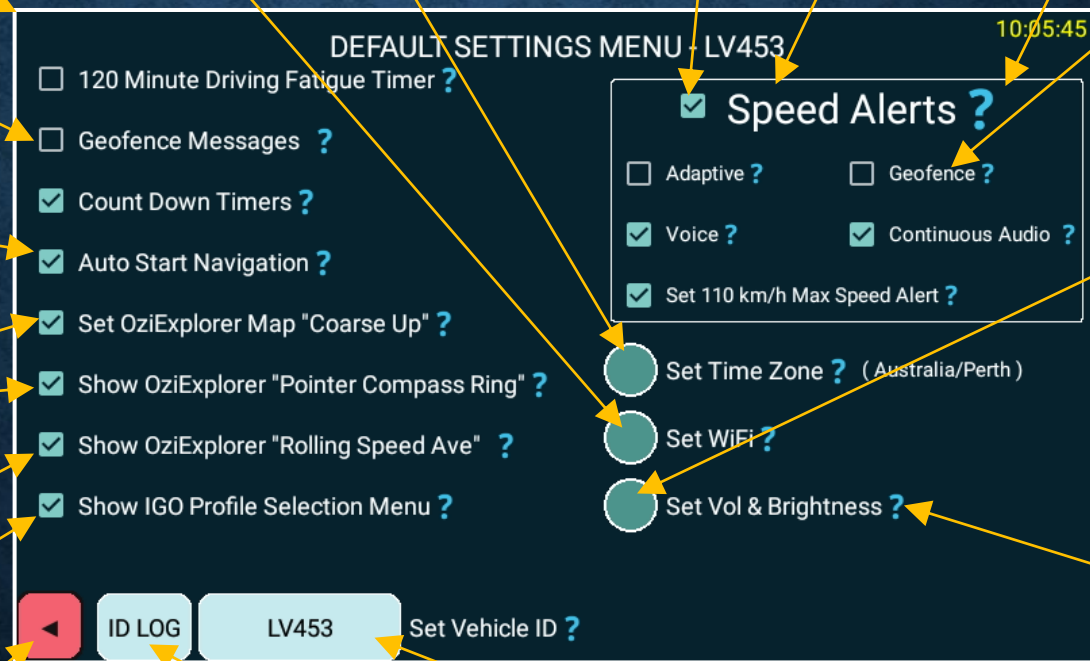 10:05:45
DEFAULT SETTINGS MENU - LV453
120 Minute Driving Fatigue Timer ?
Geofence Messages ?
Count Down Timers ?
Auto Start Navigation ?
Set OziExplorer Map "Coarse Up" ?
Show OziExplorer "Pointer Compass Ring" ?
Show OziExplorer "Rolling Speed Ave" ?
Show IGO Profile Selection Menu ?
Speed Alerts ?
Adaptive ? Geofence ?
Voice ? Continuous Audio ?
Set 110 km/h Max Speed Alert ?
Set Time Zone ? ( Australia/Perth )
Set WiFi ?
Set Vol & Brightness ?
ID LOG LV453 Set Vehicle ID ?